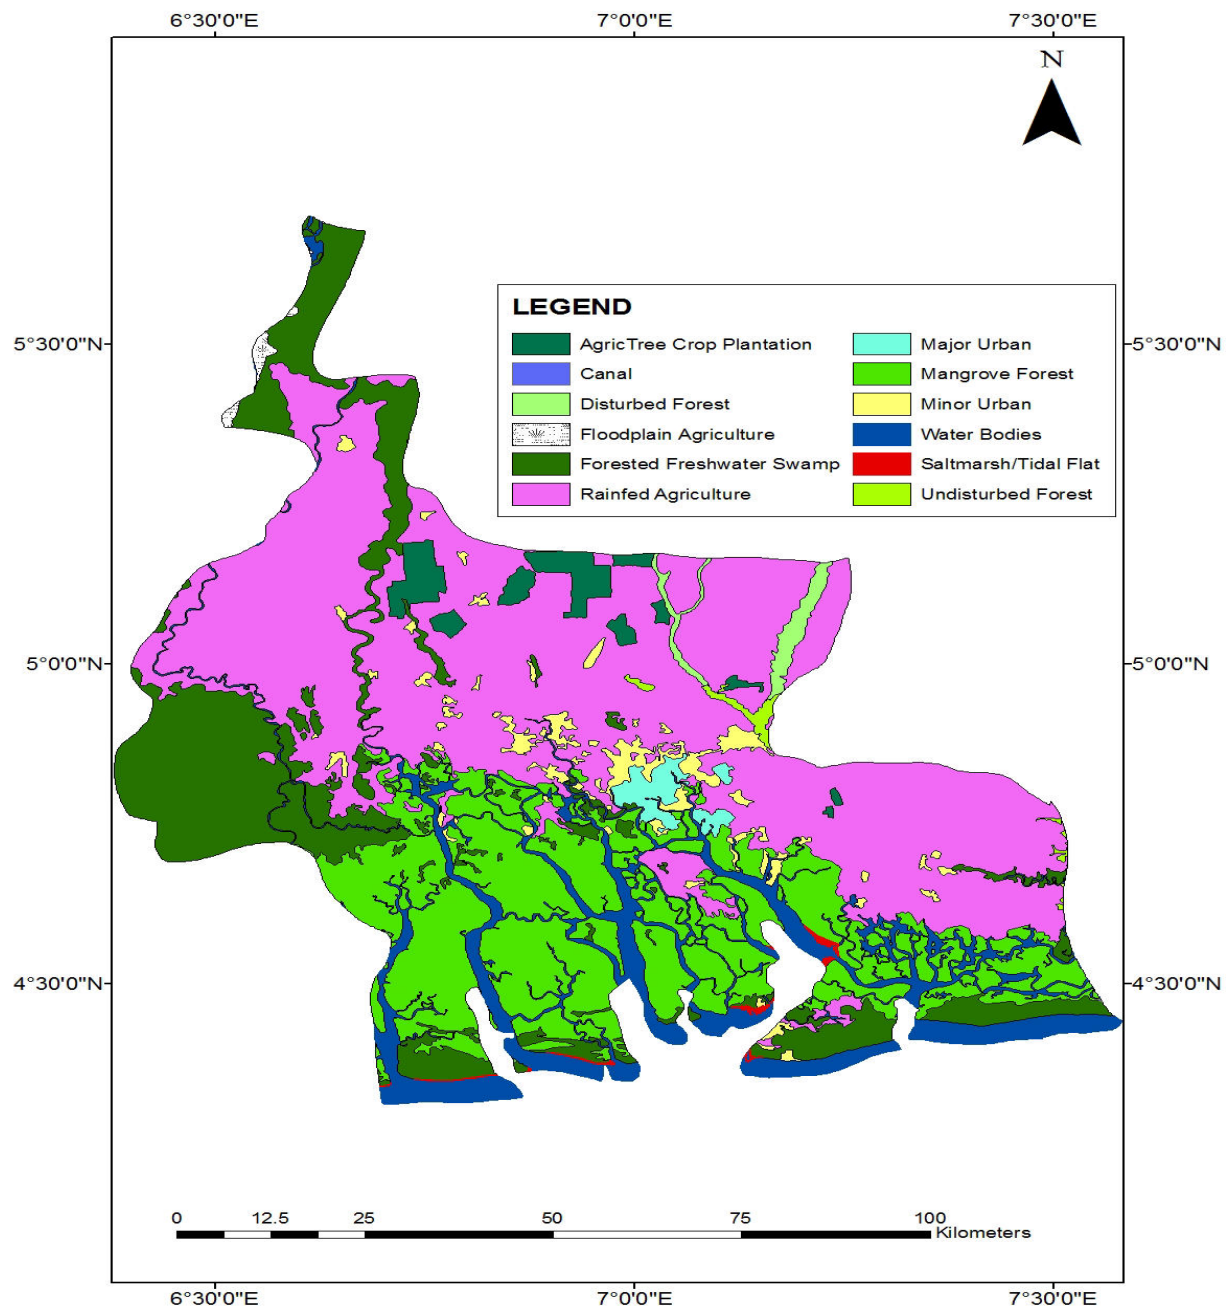 6°30'0"E 7°0'0"E 7°30'0"E
N
5°30'0"N 5°30'0"N
LEGEND
AgricTree Crop Plantation Major Urban
Canal Mangrove Forest
Disturbed Forest Minor Urban
Floodplain Agriculture Water Bodies
Forested Freshwater Swamp Saltmarsh/Tidal Flat
Rainfed Agriculture Undisturbed Forest
5°0'0"N 5°0'0"N
4°30'0"N 4°30'0"N
0 12.5 25 50 75 100
Kilometers
6°30'0"E 7°0'0"E 7°30'0"E